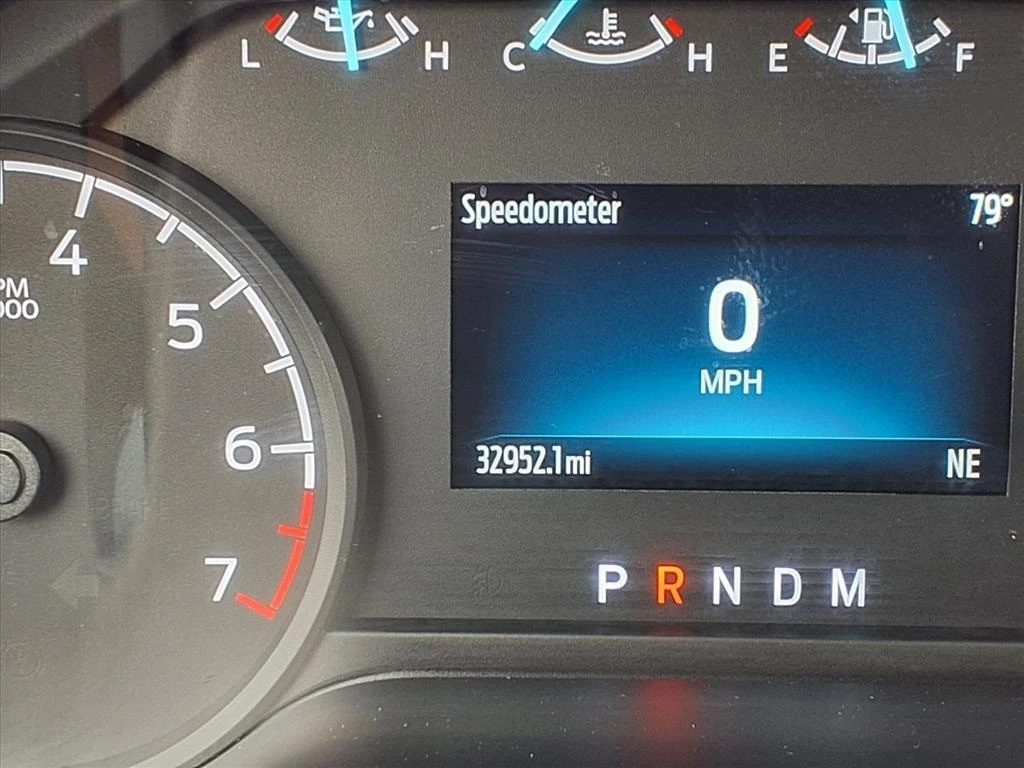 L H C H E F
Speedometer 79°
4
5
0
MPH
6
32952.1mi NE
7
P R N D M